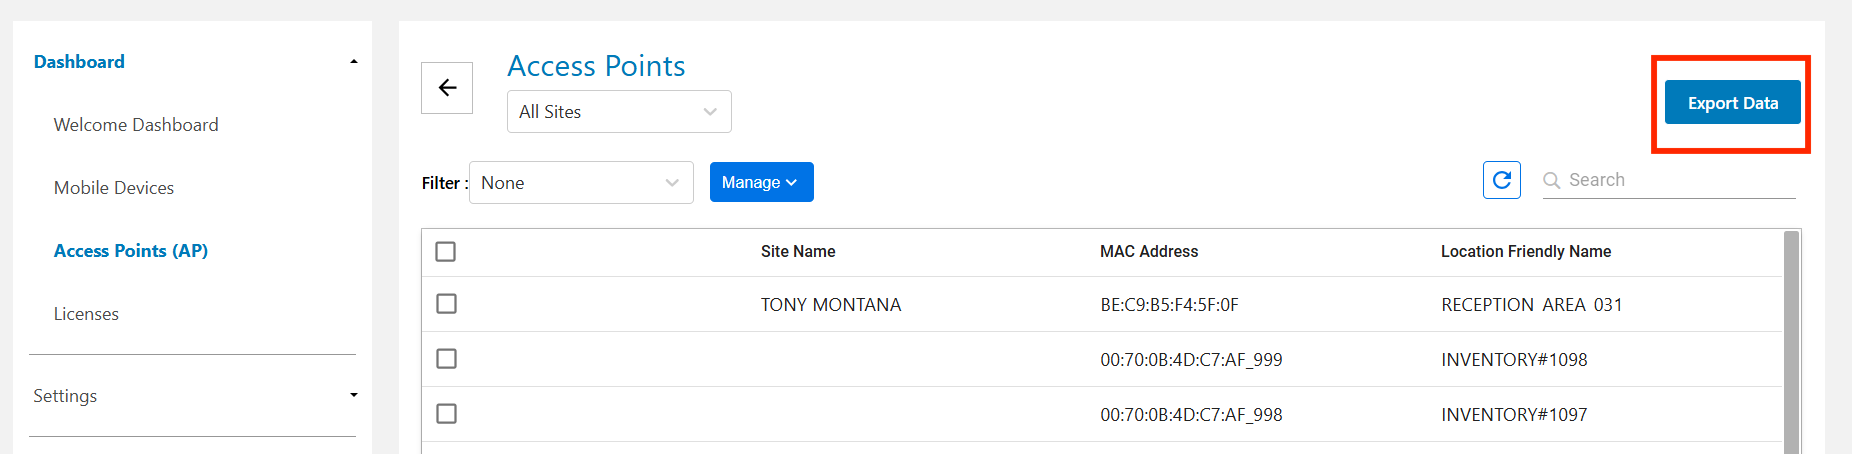 Dashboard
Welcome Dashboard
Mobile Devices
Access Points (AP)
Licenses
Settings
Access Points
All Sites
Export Data
Filter : None Manage Search
Site Name MAC Address Location Friendly Name
TONY MONTANA BE:C9:B5:F4:5F:0F RECEPTION AREA 031
00:70:0B:4D:C7:AF_999 INVENTORY#1098
00:70:0B:4D:C7:AF_998 INVENTORY#1097